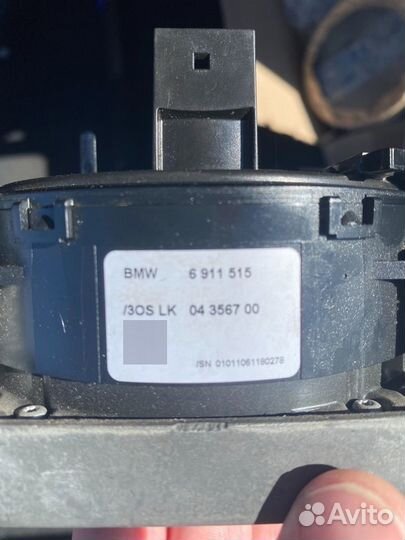 BMW 6 911 515
/3OS LK 04 3567 00
/SN 01011061180278
Avito